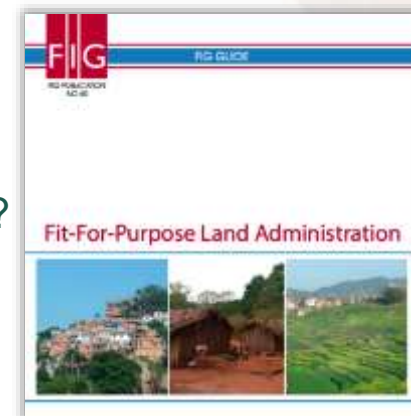 FIG
FIG PUBLICATION
NO 60
FIG GUIDE
?
Fit-For-Purpose Land Administration